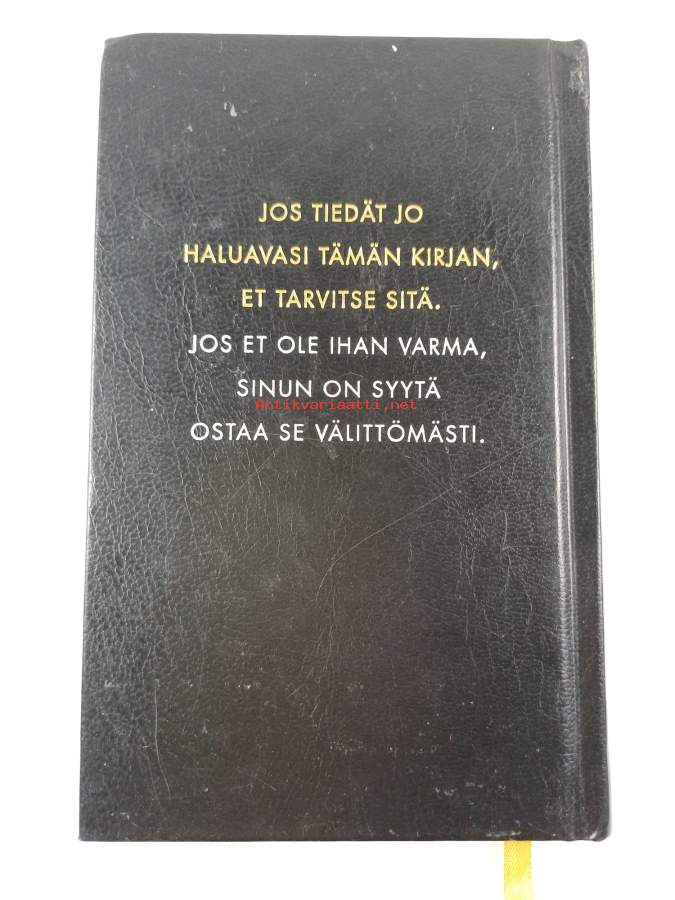 JOS TIEDÄT JO
HALUAVASI TÄMÄN KIRJAN,
ET TARVITSE SITÄ.
JOS ET OLE IHAN VARMA,
SINUN ON SYYTÄ
Antikvariaatti.net
OSTAA SE VÄLITTÖMÄSTI.